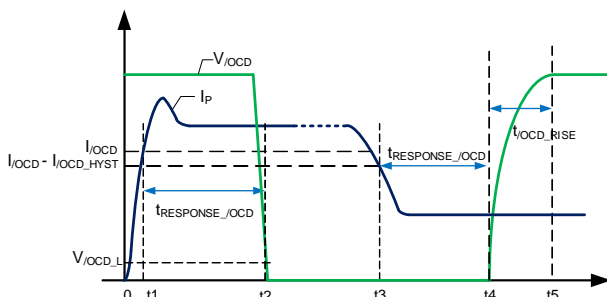 V/OCD
IP
I/OCD
I/OCD - I/OCD_HYST
tRESPONSE_/OCD
t/OCD_RISE
tRESPONSE_/OCD
V/OCD_L
0 t1 t2 t3 t4 t5